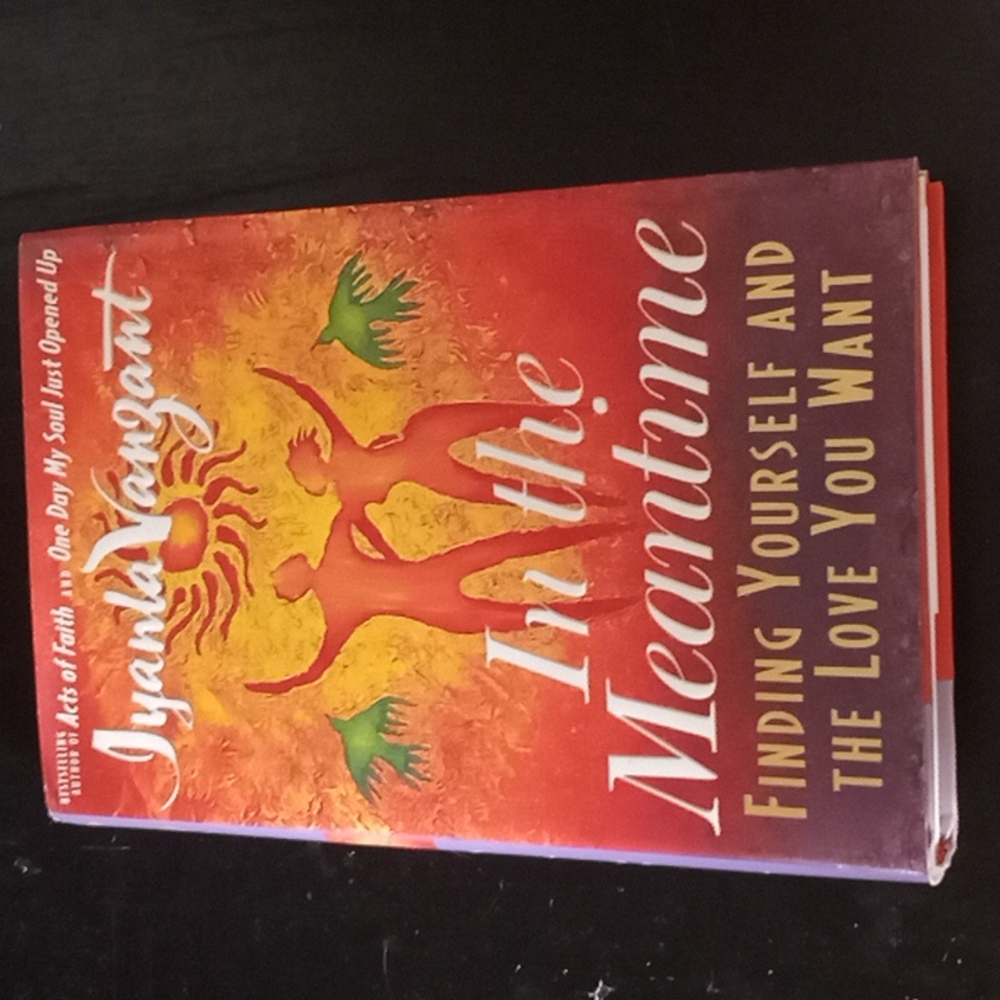 BESTSELLING AUTHOR OF Acts of Faith AND One Day My Soul Just Opened Up
Iyanla Vanzant
In the
Meantime
FINDING YOURSELF AND
THE LOVE YOU WANT